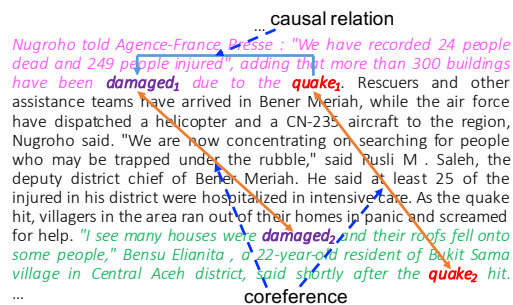 causal relation
...
Nugroho told Agence-France Presse : "We have recorded 24 people
dead and 249 people injured", adding that more than 300 buildings
have been damaged1 due to the quake1. Rescuers and other
assistance teams have arrived in Bener Meriah, while the air force
have dispatched a helicopter and a CN-235 aircraft to the region,
Nugroho said. "We are now concentrating on searching for people
who may be trapped under the rubble," said Rusli M . Saleh, the
deputy district chief of Bener Meriah. He said at least 25 of the
injured in his district were hospitalized in intensive care. As the quake
hit, villagers in the area ran out of their homes in panic and screamed
for help. "I see many houses were damaged2 and their roofs fell onto
some people," Bensu Elianita , a 22-year-old resident of Bukit Sama
village in Central Aceh district, said shortly after the quake2 hit.
...
coreference